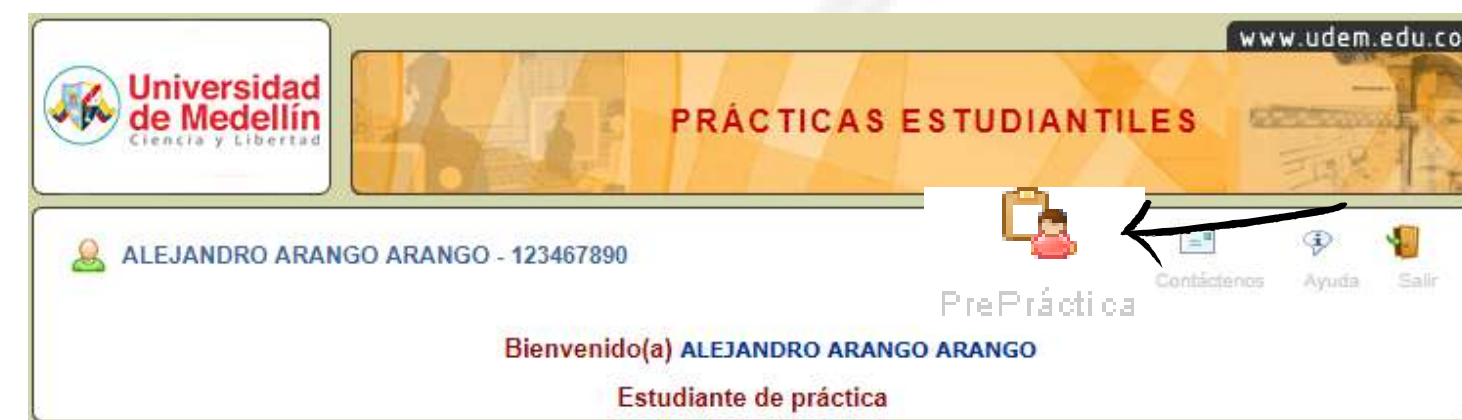 www.udem.edu.co
Universidad
de Medellín
Ciencia y Libertad
PRÁCTICAS ESTUDIANTILES
ALEJANDRO ARANGO ARANGO - 123467890
PrePráctica
Contáctenos
Ayuda
Salir
Bienvenido(a) ALEJANDRO ARANGO ARANGO
Estudiante de práctica